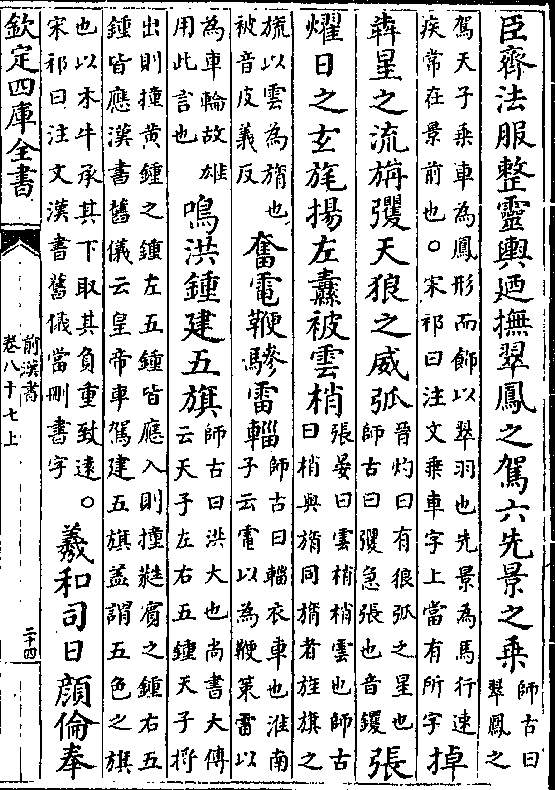 臣齊法服整靈輿廼撫翠鳳之駕六先景之乗師古曰翠鳳之
駕天子乗車為鳳形而飾以翠羽也先景為馬行速
疾常在景前也。宋祁曰注文乗車字上當有所字掉
犇星之流旃彏天狼之威弧晉灼曰有狼弧之星也師古曰彏急張也音钁張
燿日之玄旄揚左纛被雲梢張晏曰雲梢梢雲也師古曰梢與旓同旓者旌旗之
旒以雲為旓也被音皮義反奮電鞭驂雷輜師古曰輜衣車也淮南子云電以為鞭策雷以
為車輪故雄用此言也鳴洪鍾建五旗師古曰洪大也尚書大傳云天子左右五鍾天子将
出則撞黄鍾之鍾左五鍾皆應入則撞蕤賓之鍾右五
鍾皆應漢書舊儀云皇帝車駕建五旗葢謂五色之旗
也以木牛承其下取其負重致遠。宋祁曰注文漢書舊儀當刪書字羲和司日顔倫奉
欽定四庫全書
前漢書
卷八十七上
二十四